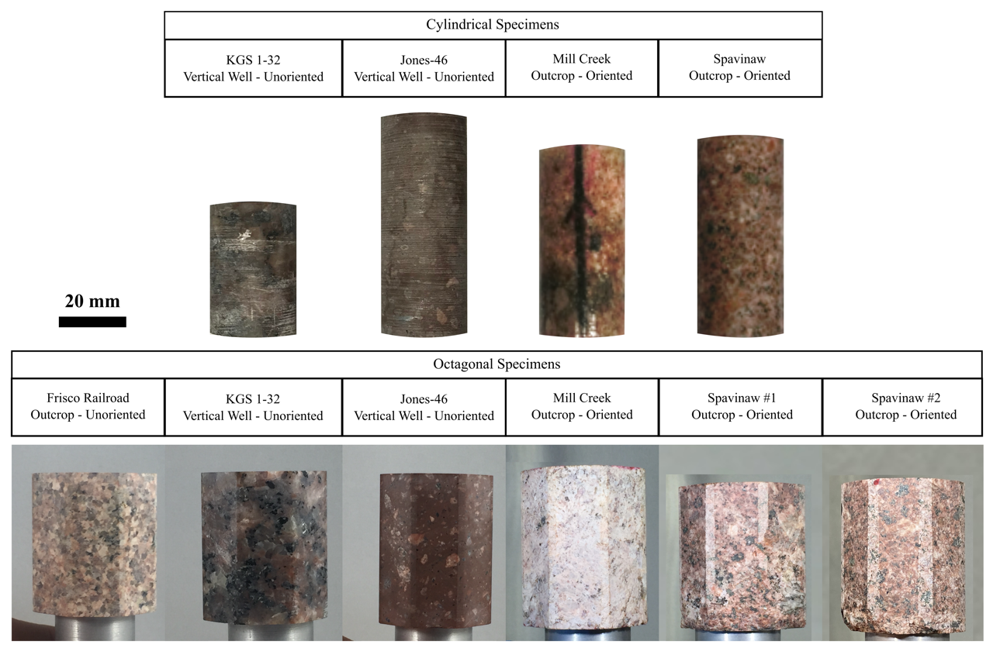 Cylindrical Specimens
KGS 1-32
Vertical Well - Unoriented
Jones-46
Vertical Well - Unoriented
Mill Creek
Outcrop - Oriented
Spavinaw
Outcrop - Oriented
20 mm
Octagonal Specimens
Frisco Railroad
Outcrop - Unoriented
KGS 1-32
Vertical Well - Unoriented
Jones-46
Vertical Well - Unoriented
Mill Creek
Outcrop - Oriented
Spavinaw #1
Outcrop - Oriented
Spavinaw #2
Outcrop - Oriented